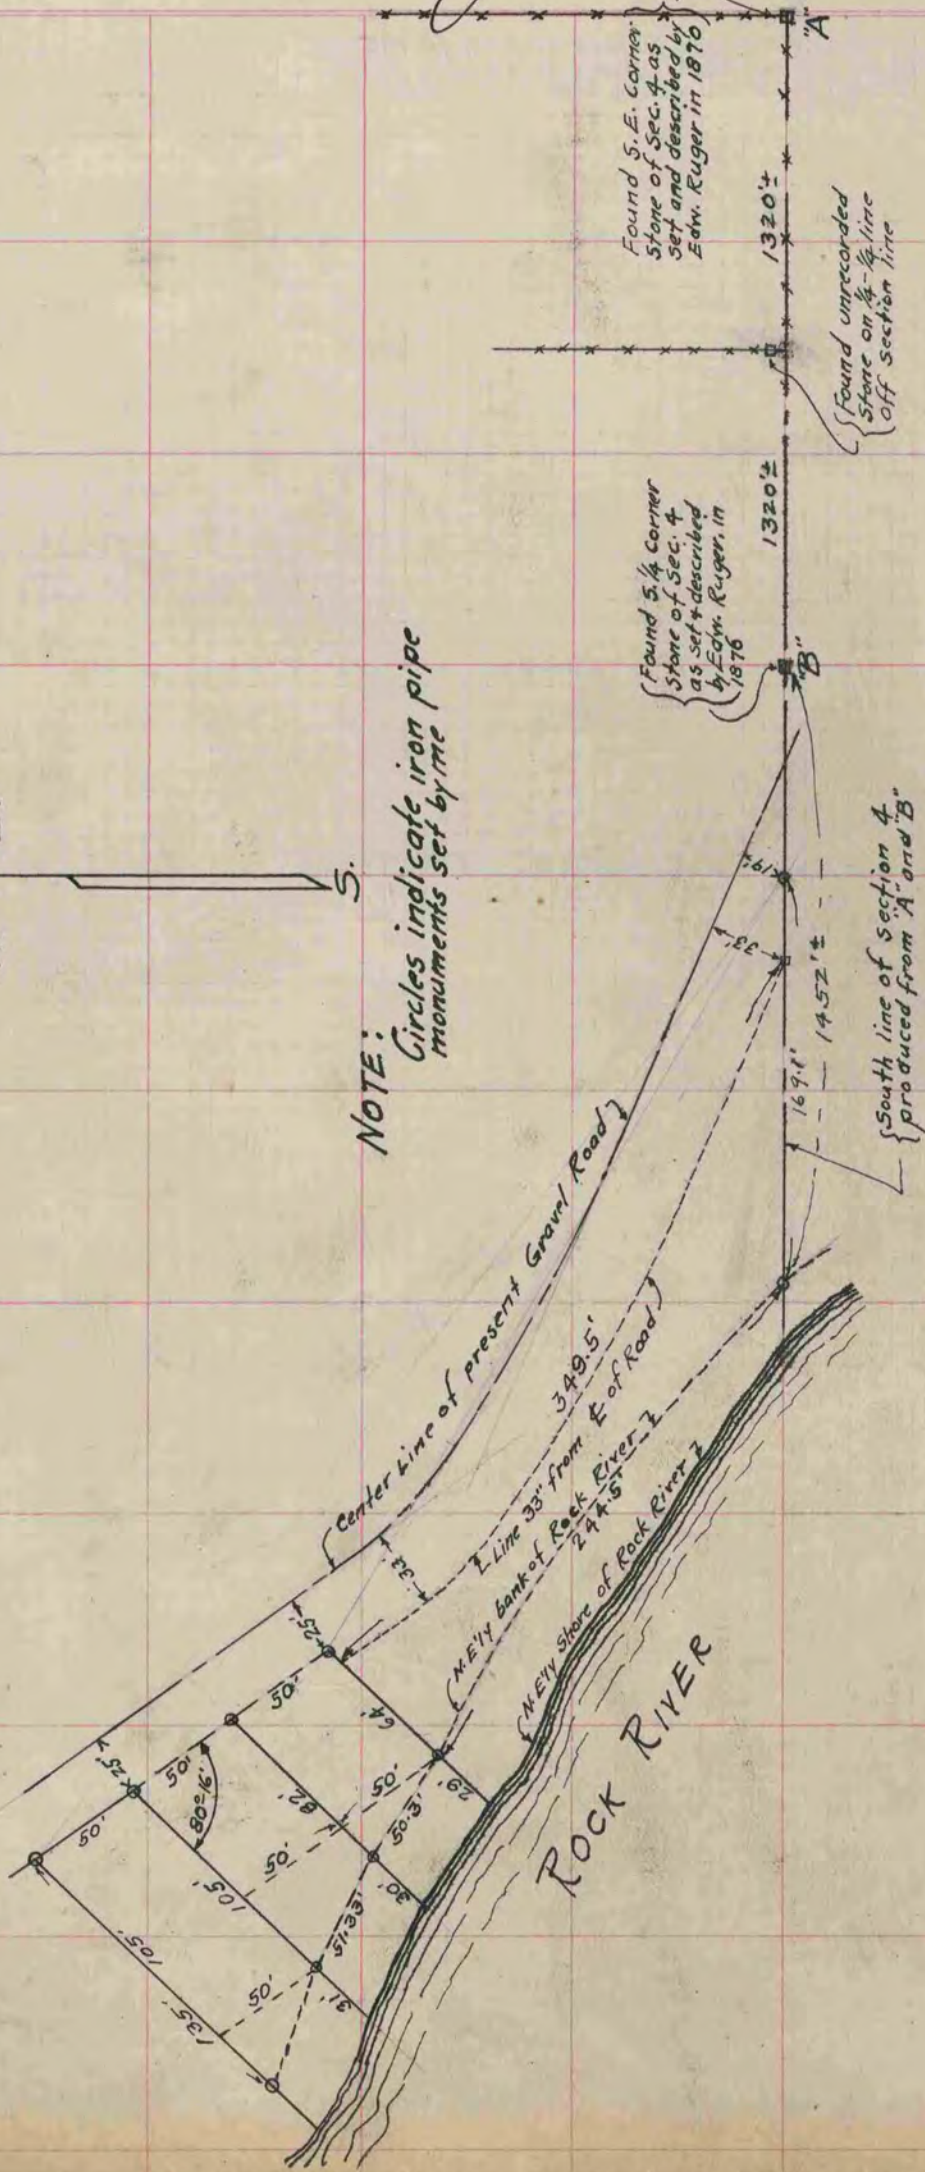 "A"
Found S.E. Corner
Stone of Sec. 4 as
set and described by
Edw. Ruger in 1870
1320'±
Found unrecorded
Stone on ⅛-⅛ line
off section line
1320'±
Found S.¼ Corner
Stone of Sec. 4
as set & described
by Edw. Ruger, in
1876
"B"
S.
NOTE:
Circles indicate iron pipe
monuments set by me
19'±
33'
1452'±
169.1'
South line of section 4
produced from "A" and "B"
Center Line of present Gravel Road
349.5'
Line 33" from ℄ of Road
N.E'ly bank of Rock River
244.5'
N.E'ly Shore of Rock River
ROCK RIVER
33'
25'
50'
64'
29'
50'
50.3'
82'
30'
50'
25'
80°-16'
50'
105'
51.33'
31'
50'
50'
105'
135'